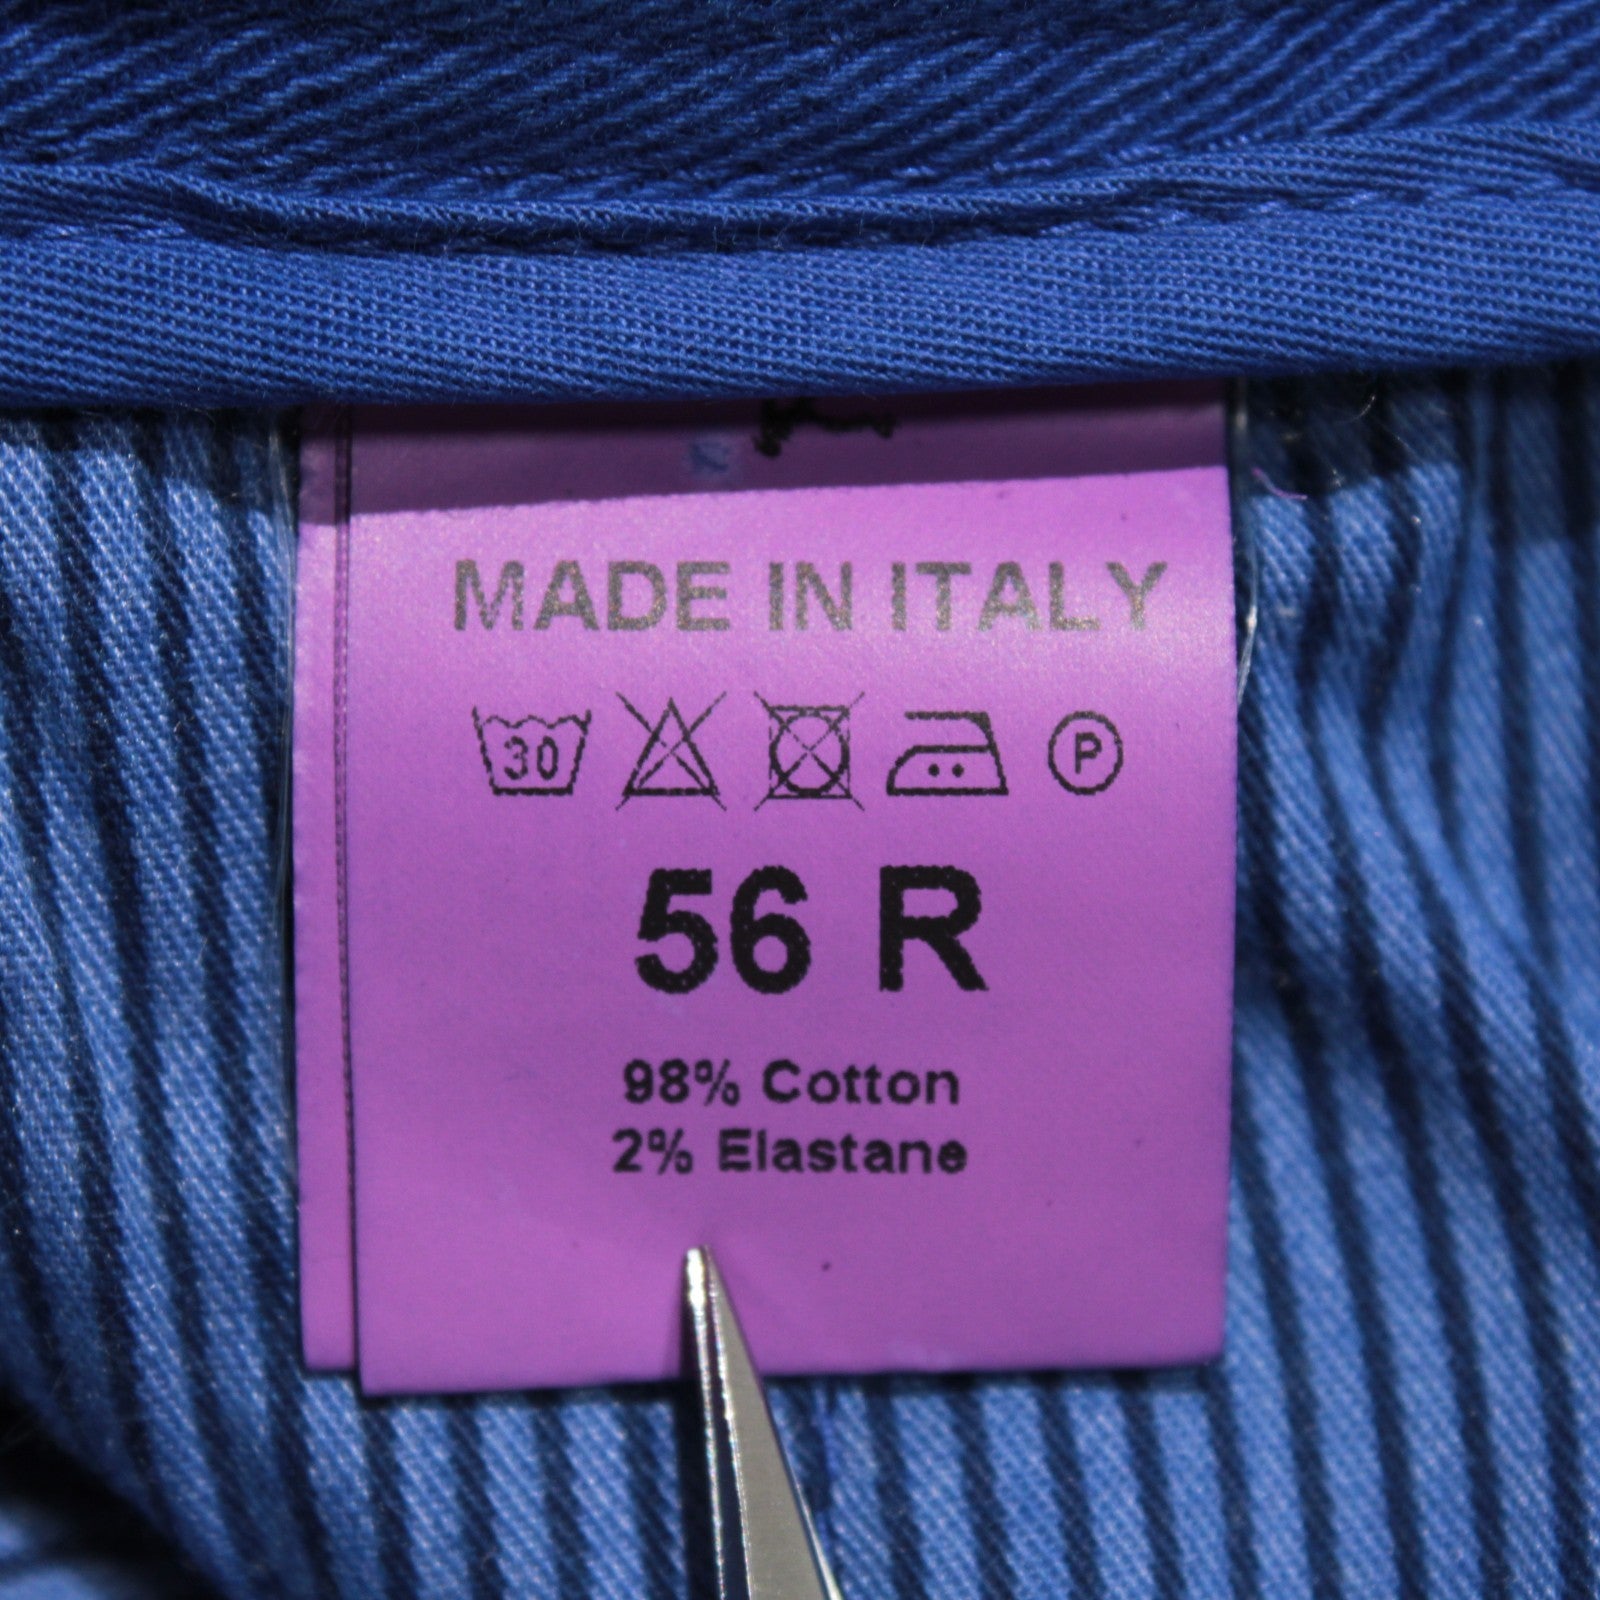 MADE IN ITALY
30 P
56 R
98% Cotton
2% Elastane